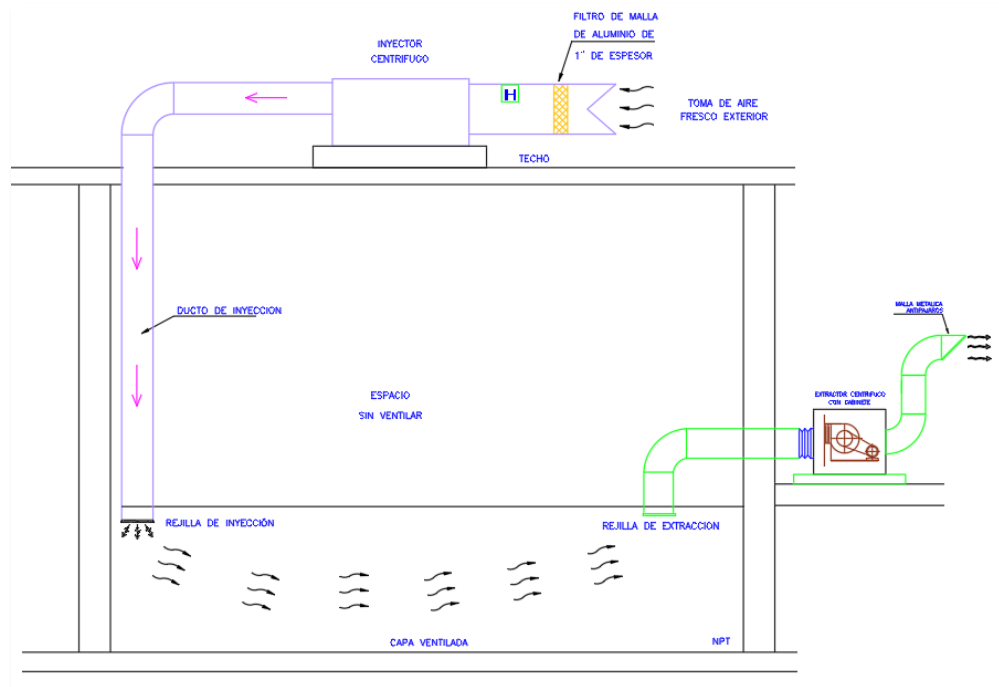 FILTRO DE MALLA
DE ALUMINIO DE
1" DE ESPESOR
INYECTOR
CENTRIFUGO
H
TOMA DE AIRE
FRESCO EXTERIOR
TECHO
DUCTO DE INYECCION
MALLA METALICA
ANTIPAJAROS
ESPACIO
SIN VENTILAR
EXTRACTOR CENTRIFUCO
CON GABINETE
REJILLA DE INYECCIÓN
REJILLA DE EXTRACCION
CAPA VENTILADA
NPT